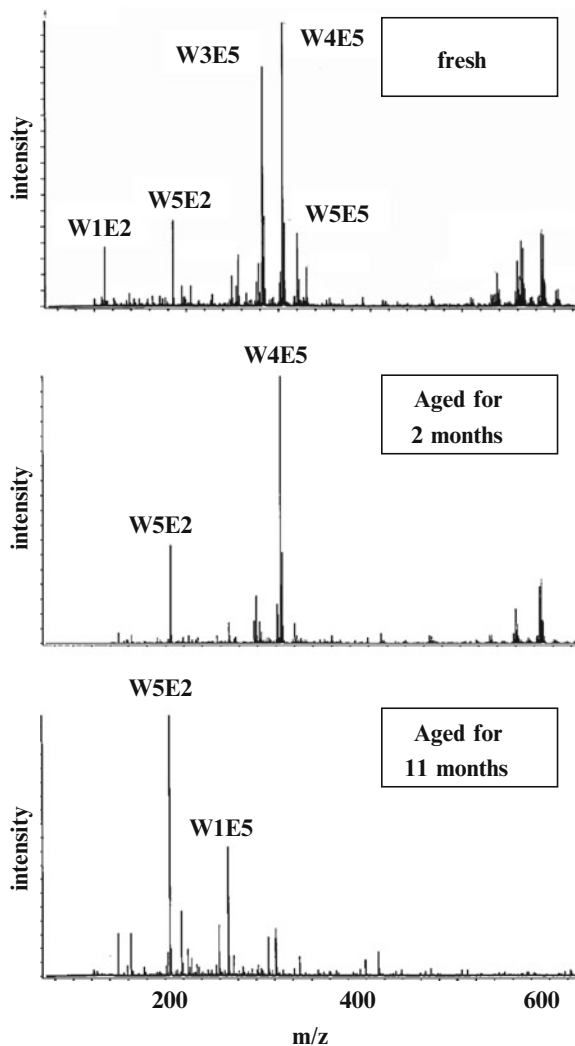 W4E5
W3E5
fresh
intensity
W5E2
W5E5
W1E2
W4E5
Aged for
2 months
intensity
W5E2
W5E2
Aged for
11 months
intensity
W1E5
200
400
600
m/z